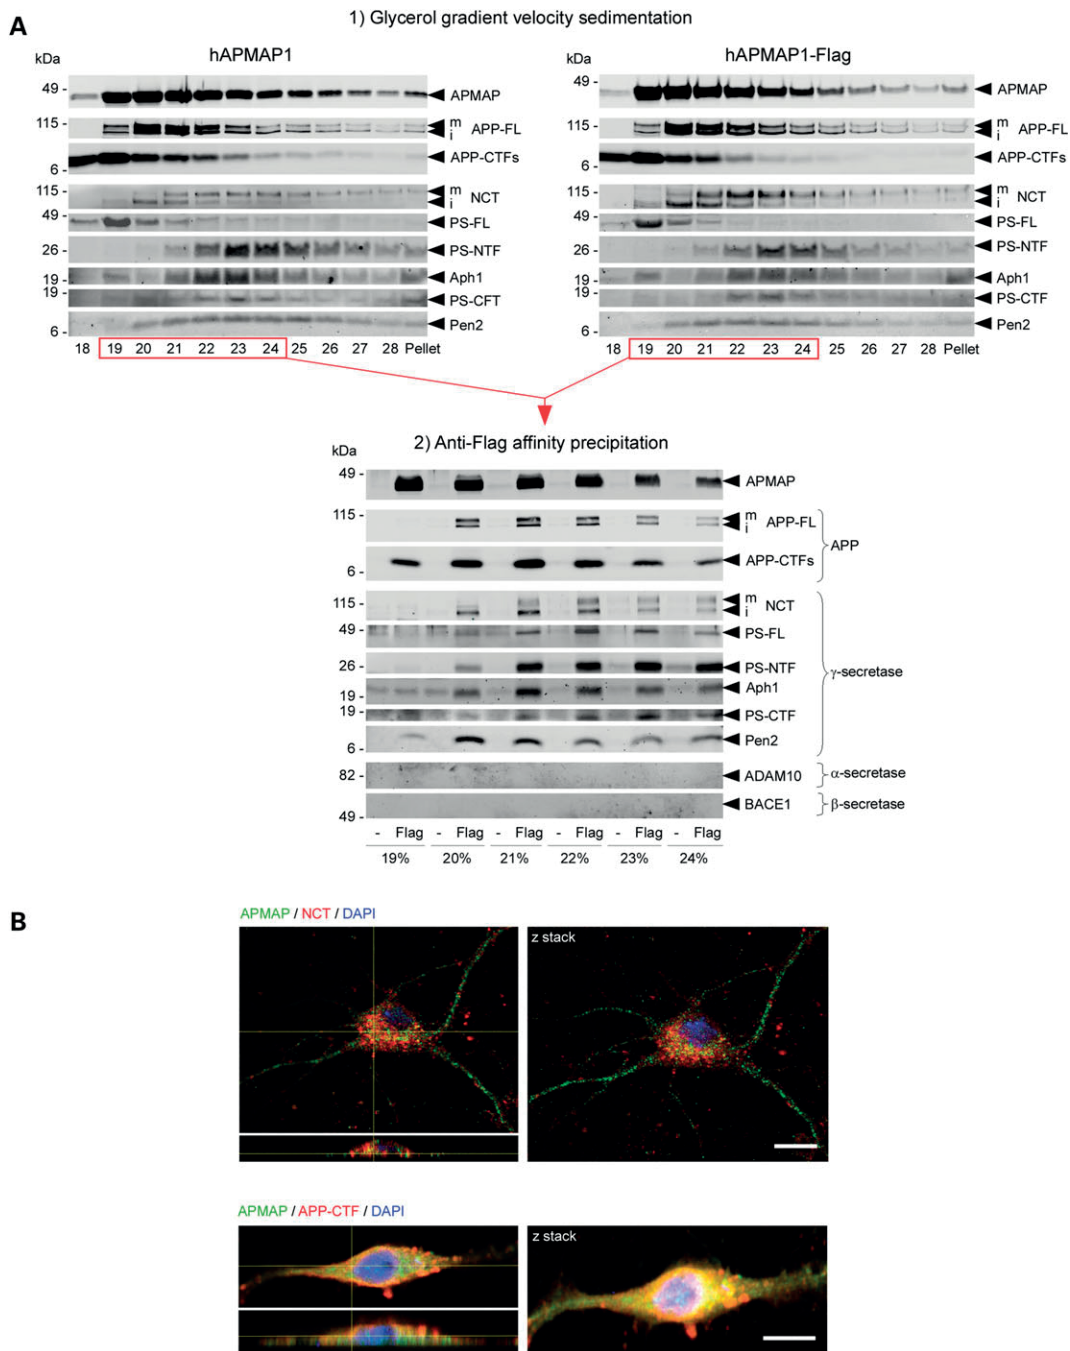 A
1) Glycerol gradient velocity sedimentation
kDa
hAPMAP1
49
APMAP
115
m
i
APP-FL
APP-CTFs
6
115
m
i
NCT
49
PS-FL
26
PS-NTF
19
Aph1
19
PS-CFT
Pen2
6
18 19 20 21 22 23 24 25 26 27 28 Pellet
kDa
hAPMAP1-Flag
49
APMAP
115
m
i
APP-FL
APP-CTFs
6
115
m
i
NCT
49
PS-FL
26
PS-NTF
19
Aph1
19
PS-CTF
Pen2
6
18 19 20 21 22 23 24 25 26 27 28 Pellet
2) Anti-Flag affinity precipitation
kDa
49
APMAP
115
m
i
APP-FL
APP
APP-CTFs
6
115
m
i
NCT
49
PS-FL
26
PS-NTF
γ-secretase
19
Aph1
19
PS-CTF
Pen2
6
82
ADAM10
α-secretase
BACE1
β-secretase
49
- Flag - Flag - Flag - Flag - Flag - Flag
19% 20% 21% 22% 23% 24%
B
APMAP / NCT / DAPI
z stack
APMAP / APP-CTF / DAPI
z stack